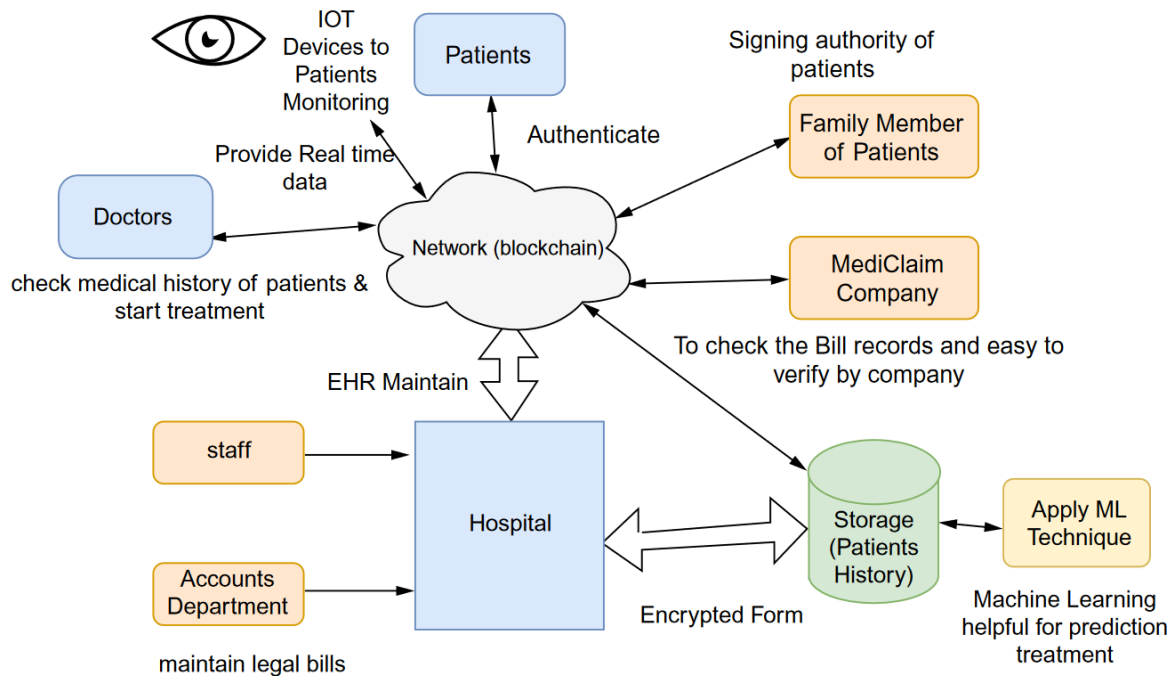 IOT
Devices to
Patients
Monitoring
Patients
Signing authority of
patients
Authenticate
Family Member
of Patients
Provide Real time
data
Doctors
Network (blockchain)
check medical history of patients &
start treatment
MediClaim
Company
To check the Bill records and easy to
verify by company
EHR Maintain
staff
Hospital
Storage
(Patients
History)
Apply ML
Technique
Accounts
Department
Encrypted Form
Machine Learning
helpful for prediction
treatment
maintain legal bills